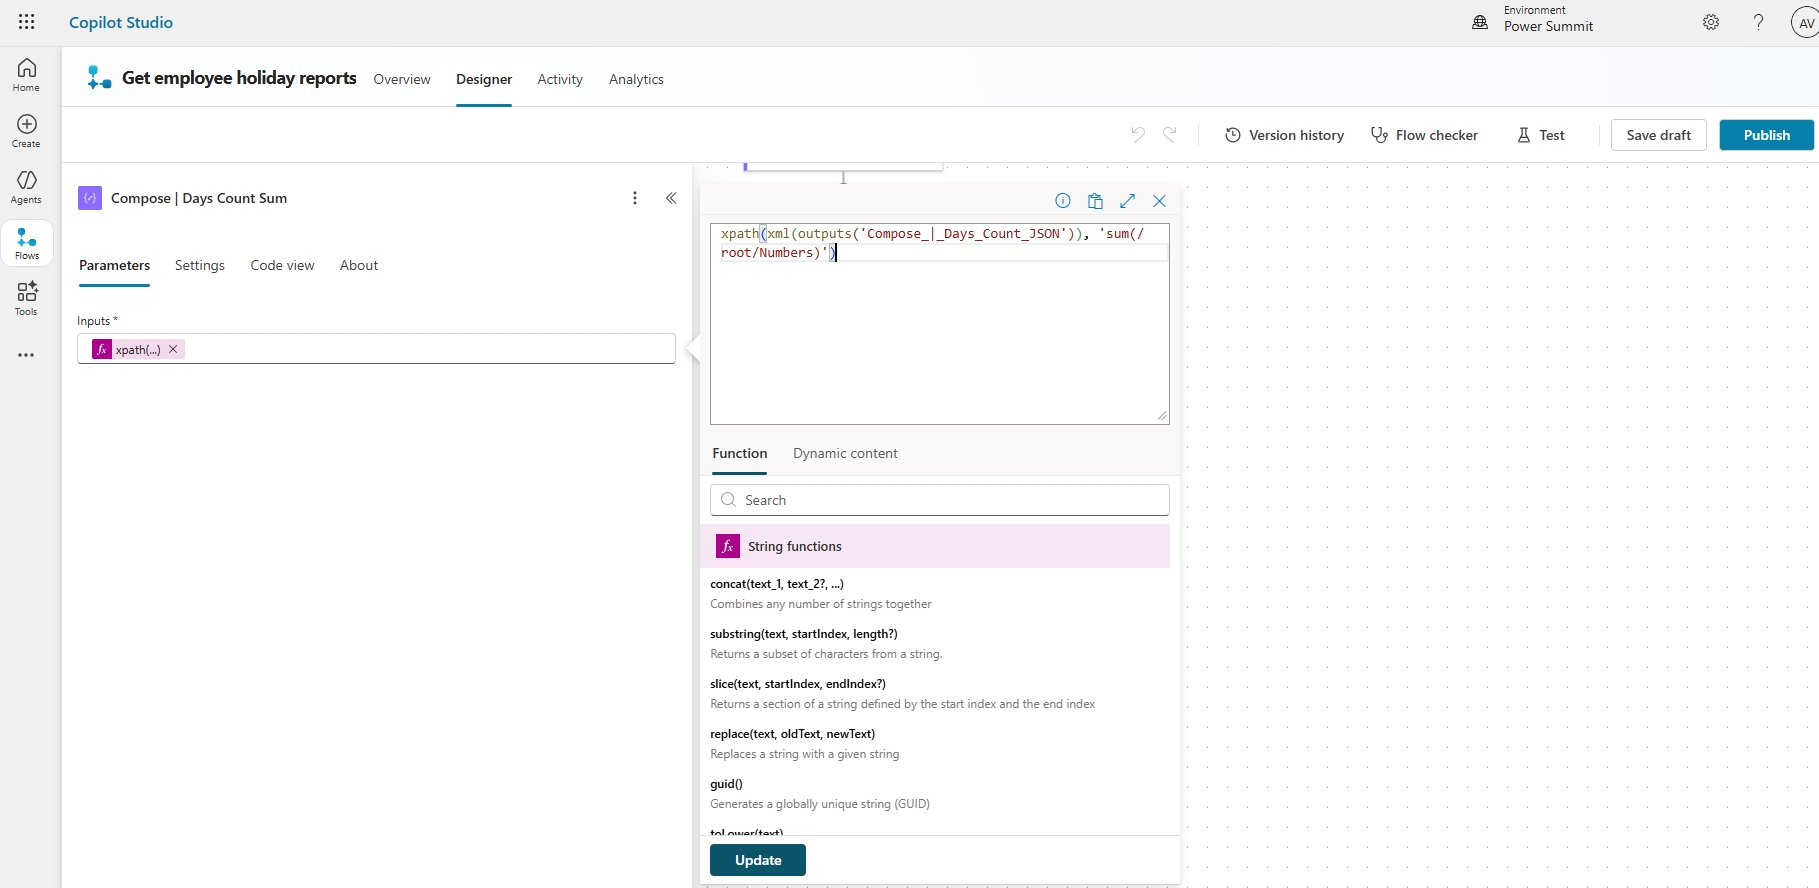 Copilot Studio
Environment
Power Summit
AV
Home
Create
Agents
Flows
Tools
Get employee holiday reports
Overview
Designer
Activity
Analytics
Version history
Flow checker
Test
Save draft
Publish
Compose | Days Count Sum
Parameters
Settings
Code view
About
Inputs *
fx xpath(...)
xpath(xml(outputs('Compose_|_Days_Count_JSON')), 'sum(/
root/Numbers)')
Function
Dynamic content
Search
fx String functions
concat(text_1, text_2?, ...)
Combines any number of strings together
substring(text, startIndex, length?)
Returns a subset of characters from a string.
slice(text, startIndex, endIndex?)
Returns a section of a string defined by the start index and the end index
replace(text, oldText, newText)
Replaces a string with a given string
guid()
Generates a globally unique string (GUID)
toLower(text)
Update